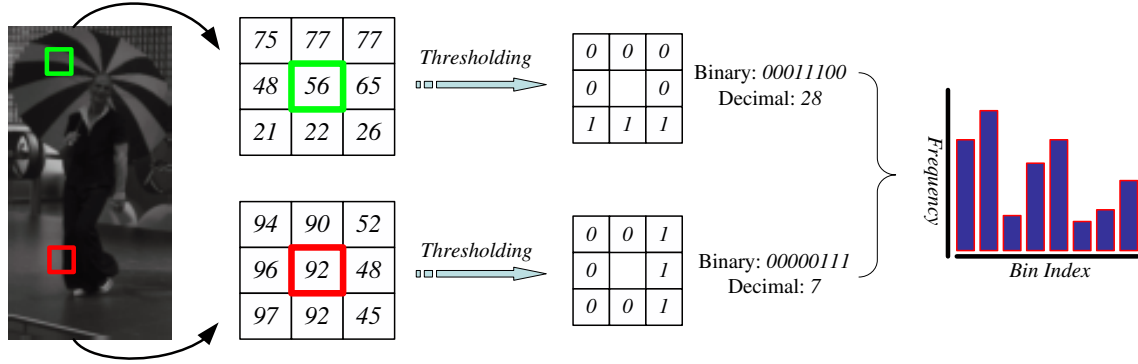 75 77 77
48 56 65
21 22 26
Thresholding
0 0 0
0 0
1 1 1
Binary: 00011100
Decimal: 28
94 90 52
96 92 48
97 92 45
Thresholding
0 0 1
0 1
0 0 1
Binary: 00000111
Decimal: 7
Frequency
Bin Index